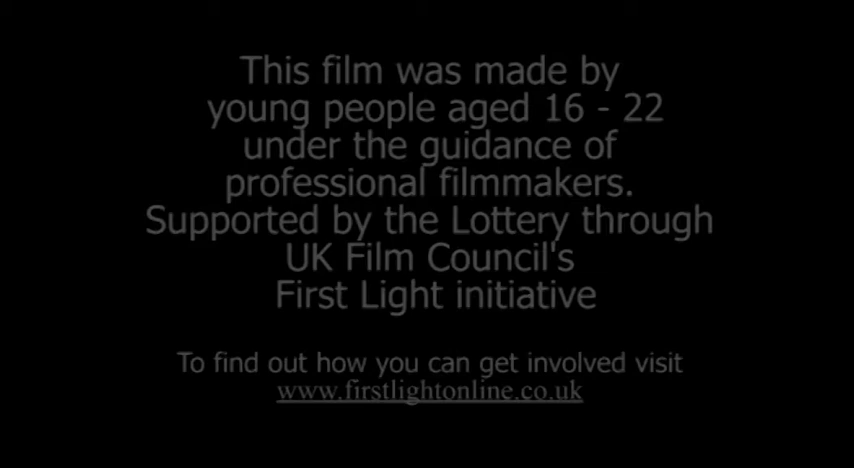 This film was made by
young people aged 16 - 22
under the guidance of
professional filmmakers.
Supported by the Lottery through
UK Film Council's
First Light initiative
To find out how you can get involved visit
www.firstlightonline.co.uk